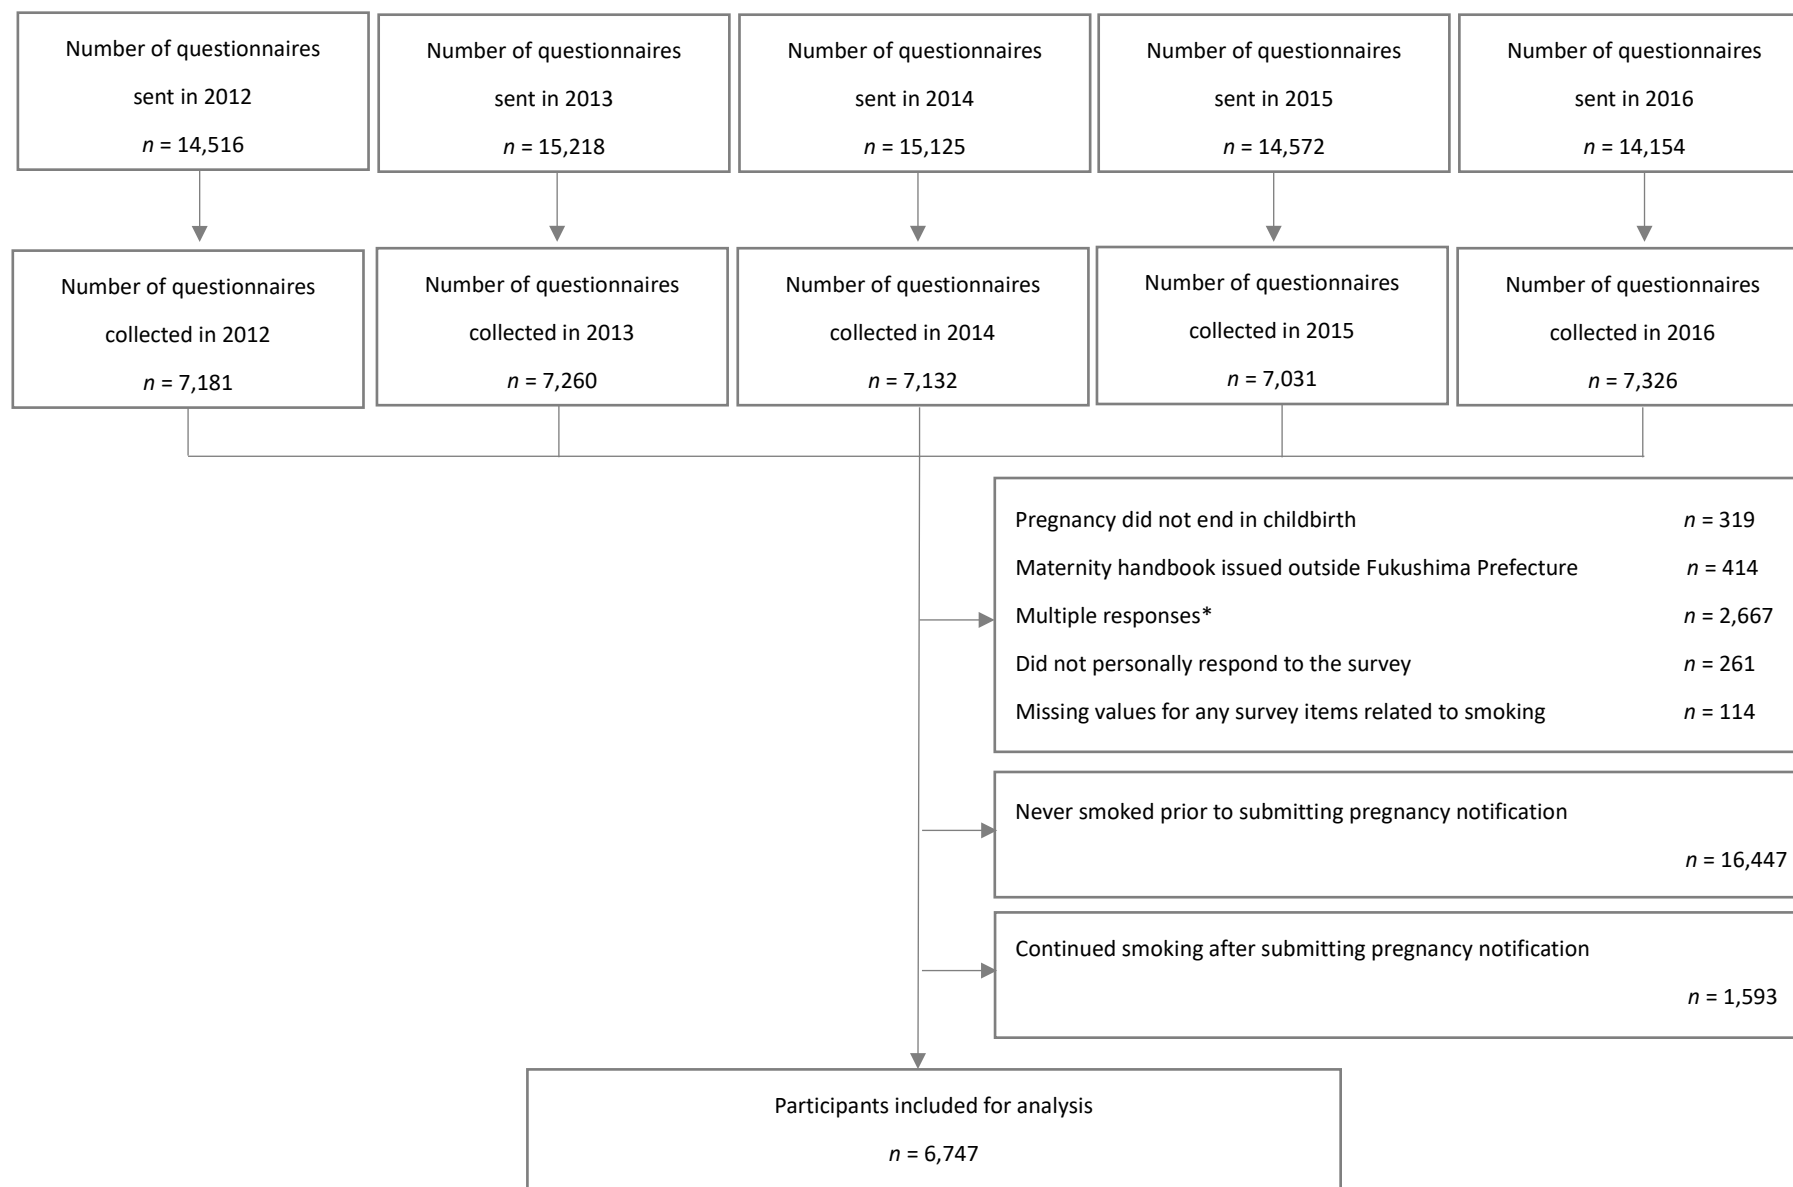 Number of questionnaires
sent in 2012
n = 14,516
Number of questionnaires
sent in 2013
n = 15,218
Number of questionnaires
sent in 2014
n = 15,125
Number of questionnaires
sent in 2015
n = 14,572
Number of questionnaires
sent in 2016
n = 14,154
Number of questionnaires
collected in 2012
n = 7,181
Number of questionnaires
collected in 2013
n = 7,260
Number of questionnaires
collected in 2014
n = 7,132
Number of questionnaires
collected in 2015
n = 7,031
Number of questionnaires
collected in 2016
n = 7,326
Pregnancy did not end in childbirth n = 319
Maternity handbook issued outside Fukushima Prefecture n = 414
Multiple responses* n = 2,667
Did not personally respond to the survey n = 261
Missing values for any survey items related to smoking n = 114
Never smoked prior to submitting pregnancy notification
n = 16,447
Continued smoking after submitting pregnancy notification
n = 1,593
Participants included for analysis
n = 6,747